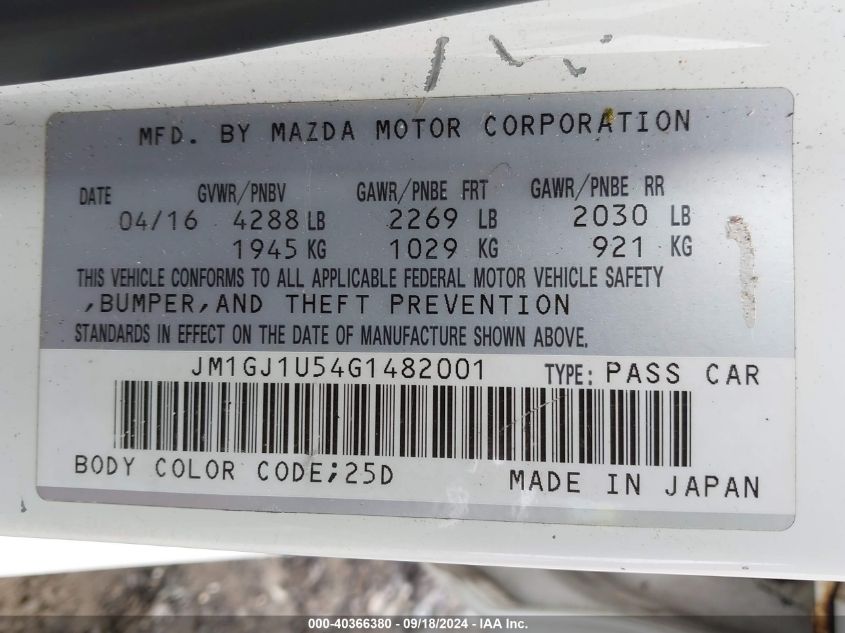 MFD. BY MAZDA MOTOR CORPORATION
DATE GVWR/PNBV GAWR/PNBE FRT GAWR/PNBE RR
04/16 4288 LB 2269 LB 2030 LB
1945 KG 1029 KG 921 KG
THIS VEHICLE CONFORMS TO ALL APPLICABLE FEDERAL MOTOR VEHICLE SAFETY
,BUMPER,AND THEFT PREVENTION
STANDARDS IN EFFECT ON THE DATE OF MANUFACTURE SHOWN ABOVE.
JM1GJ1U54G1482001 TYPE: PASS CAR
BODY COLOR CODE;25D MADE IN JAPAN
000-40366380 - 09/18/2024 - IAA Inc.